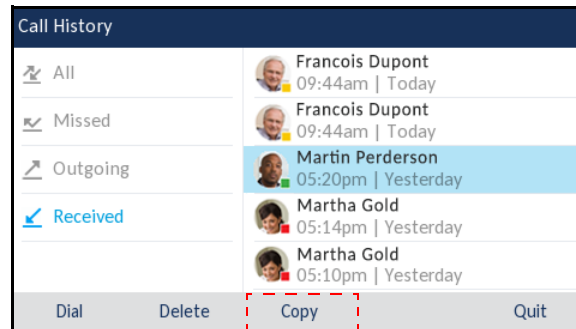 Call History
All
Missed
Outgoing
Received
Francois Dupont
09:44am | Today
Francois Dupont
09:44am | Today
Martin Perderson
05:20pm | Yesterday
Martha Gold
05:14pm | Yesterday
Martha Gold
05:10pm | Yesterday
Dial Delete Copy Quit